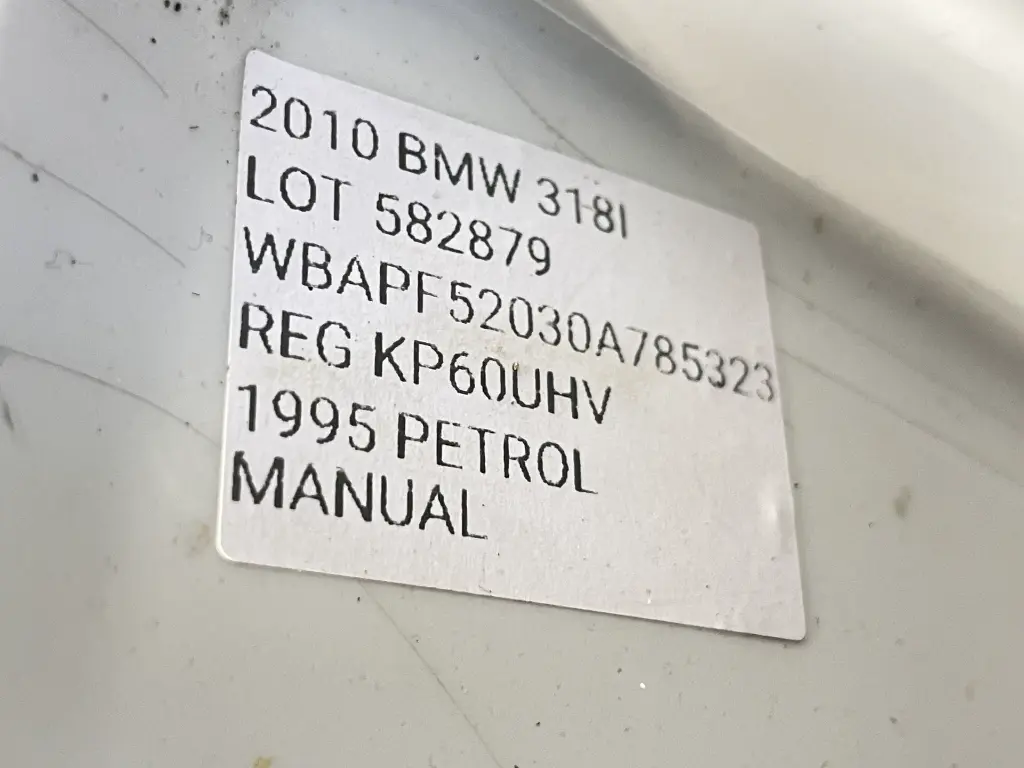 2010 BMW 318I
LOT 582879
WBAPF52030A785323
REG KP60UHV
1995 PETROL
MANUAL